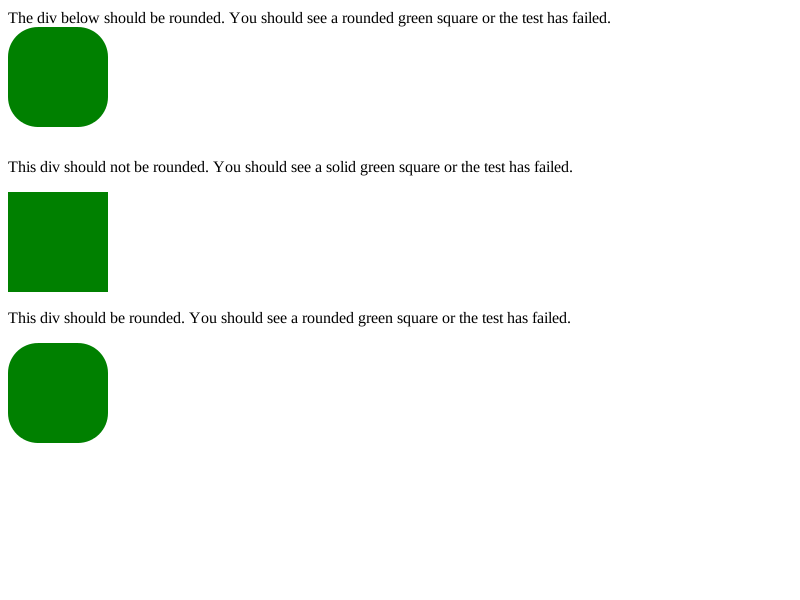 The div below should be rounded. You should see a rounded green square or the test has failed.
This div should not be rounded. You should see a solid green square or the test has failed.
This div should be rounded. You should see a rounded green square or the test has failed.